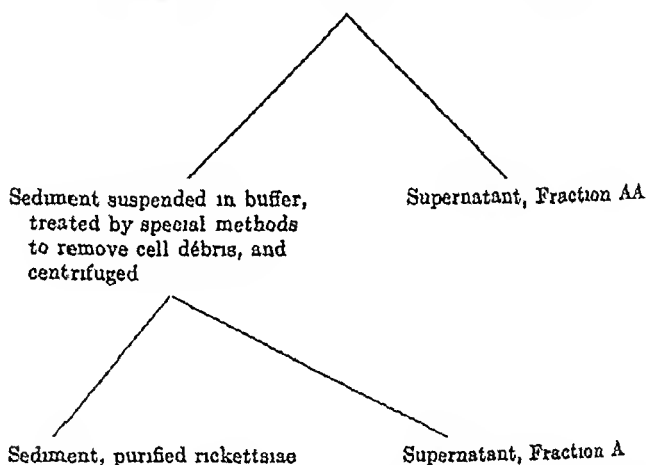 Sediment suspended in buffer,
treated by special methods
to remove cell débris, and
centrifuged
Supernatant, Fraction AA
Sediment, purified rickettsiae
Supernatant, Fraction A